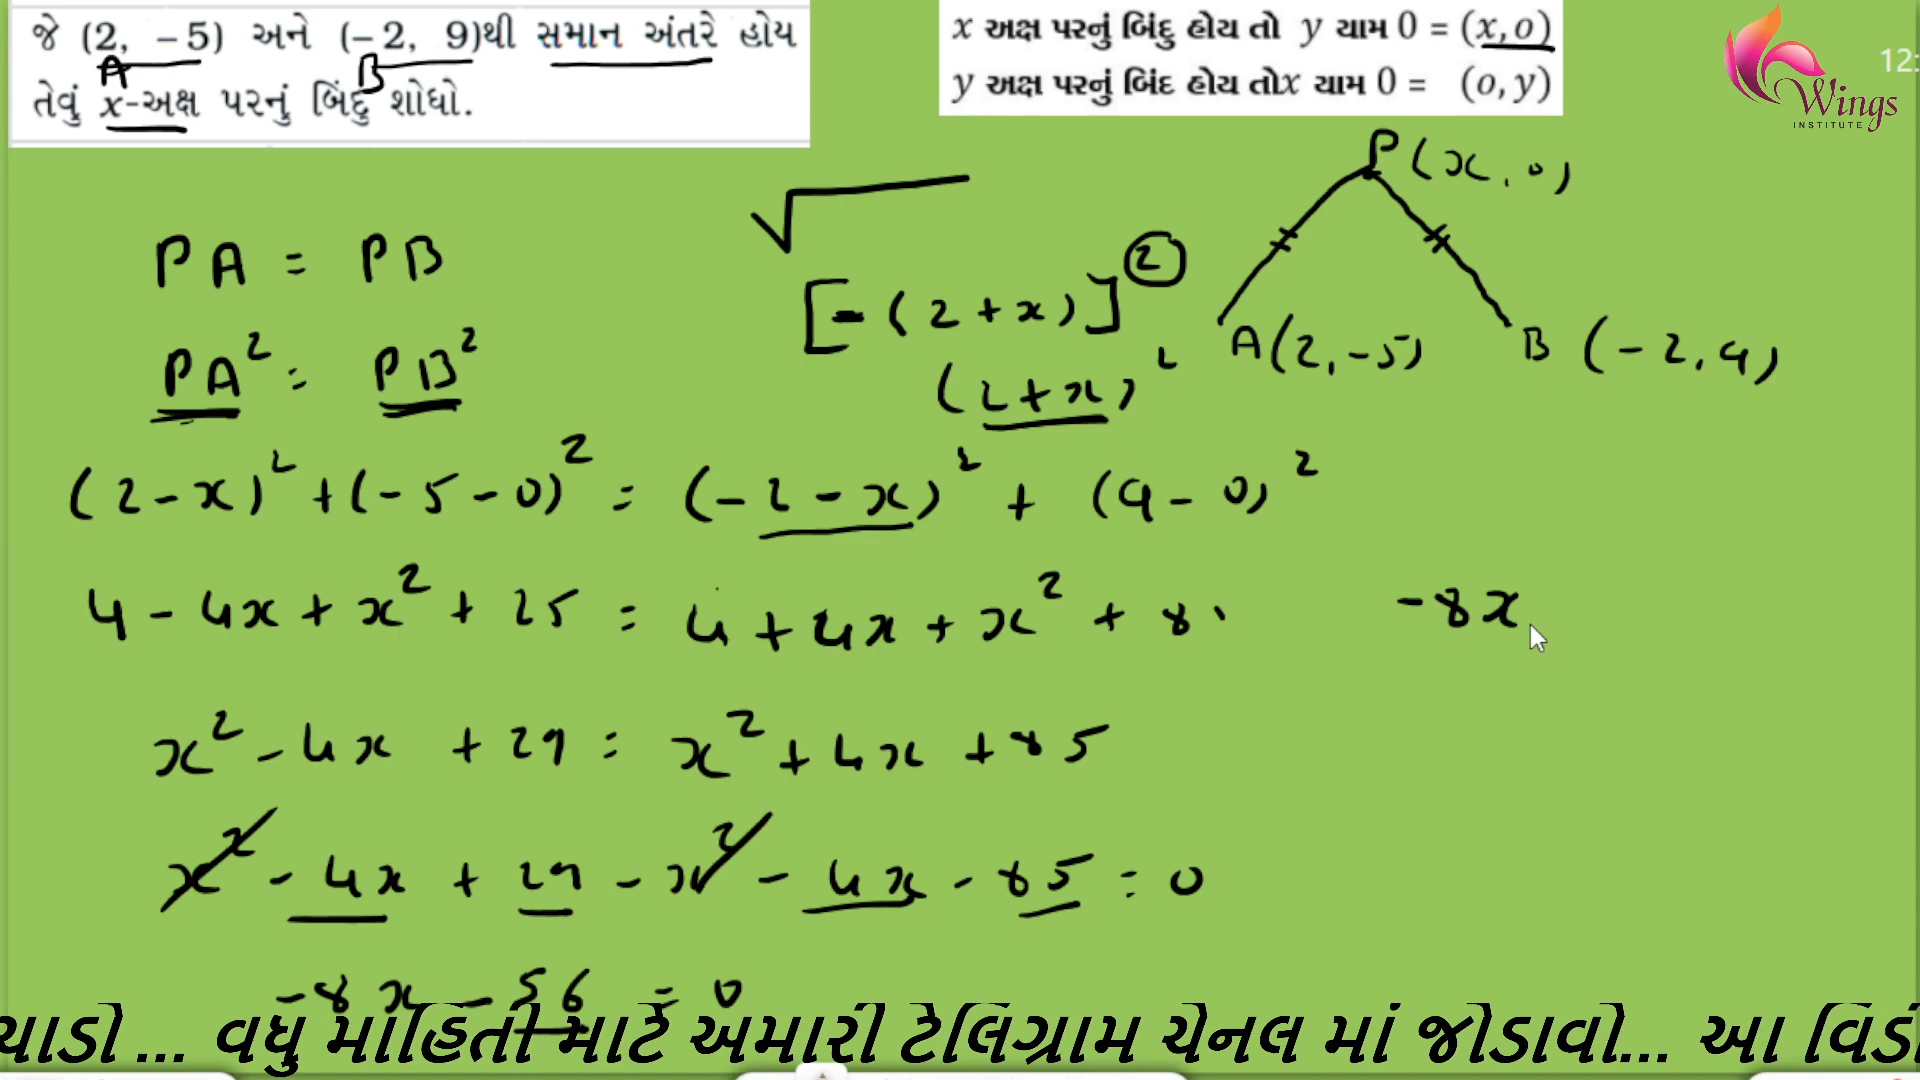 જે (2, −5) અને (−2, 9)થી સમાન અંતરે હોય
A B
તેવું x-અક્ષ પરનું બિંદુ શોધો.
x અક્ષ પરનું બિંદુ હોય તો y યામ 0 = (x, o)
y અક્ષ પરનું બિંદ હોય તોx યામ 0 = (o, y)
Wings
INSTITUTE
12:
P (x, 0)
A (2, -5) B (-2, 9)
PA = PB
√
[-(2+x)]²
PA² = PB²
(2+x)²
(2-x)² + (-5-0)² = (-2-x)² + (9-0)²
4 - 4x + x² + 25 = 4 + 4x + x² + 81
-8x
x² - 4x + 29 = x² + 4x + 85
x² - 4x + 29 - x² - 4x - 85 = 0
-8x - 56 = 0
... વધુ માહિતી માટે અમારી ટેલિગ્રામ ચેનલ માં જોડાવો... આ